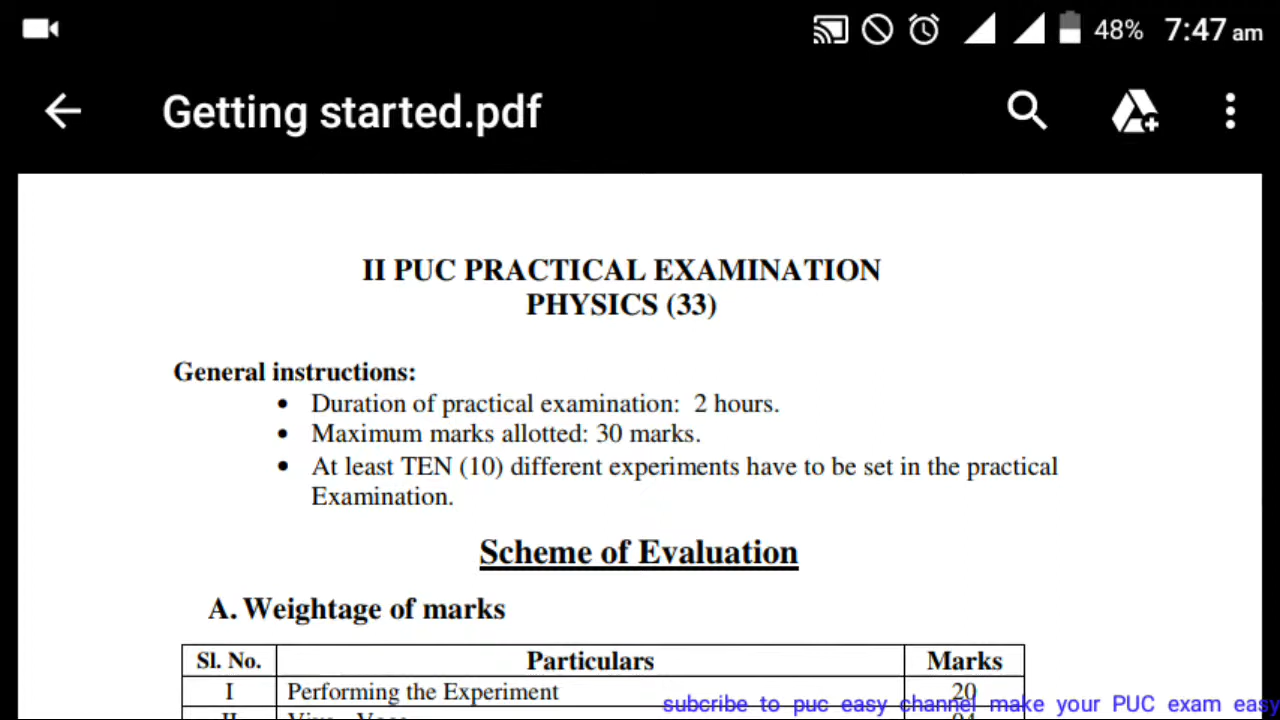 48% 7:47 am
Getting started.pdf
II PUC PRACTICAL EXAMINATION
PHYSICS (33)
General instructions:
• Duration of practical examination: 2 hours.
• Maximum marks allotted: 30 marks.
• At least TEN (10) different experiments have to be set in the practical
Examination.
Scheme of Evaluation
A. Weightage of marks
Sl. No. Particulars Marks
I Performing the Experiment 20
subcribe to puc easy channel make your PUC exam easy